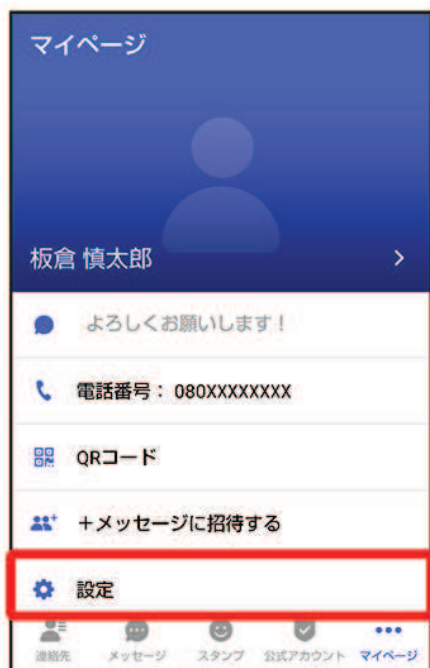 マイページ
板倉 慎太郎
よろしくお願いします!
電話番号: 080XXXXXXXX
QRコード
+メッセージに招待する
設定
連絡先 メッセージ スタンプ 公式アカウント マイページ